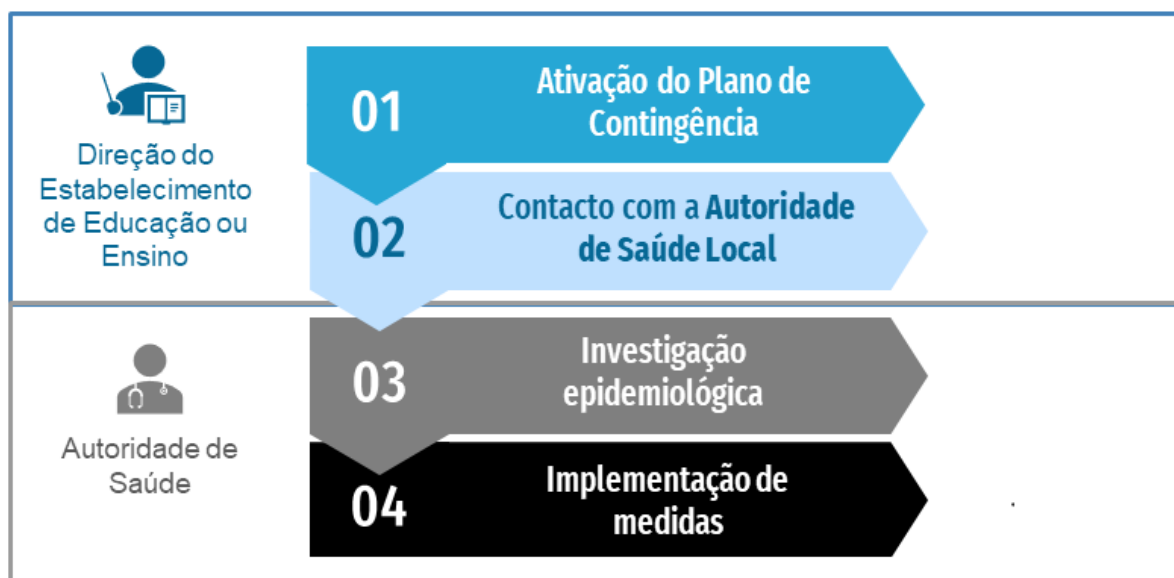 Direção do
Estabelecimento
de Educação ou
Ensino
01
Ativação do Plano de
Contingência
02
Contacto com a Autoridade
de Saúde Local
Autoridade de
Saúde
03
Investigação
epidemiológica
04
Implementação de
medidas
.